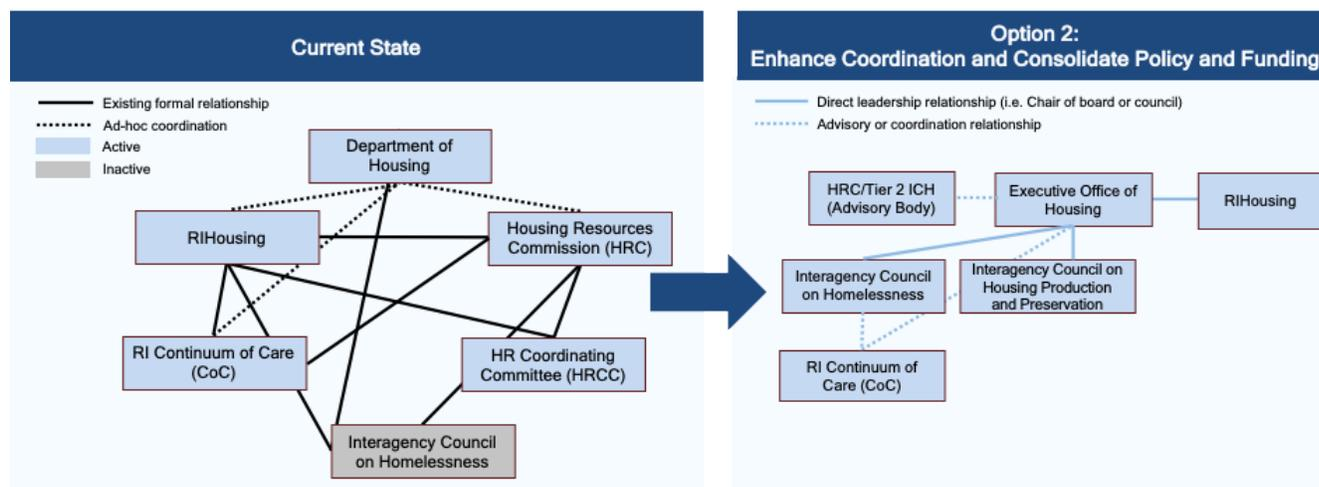 Current State
Existing formal relationship
Ad-hoc coordination
Active
Inactive
Department of
Housing
RIHousing
Housing Resources
Commission (HRC)
RI Continuum of Care
(CoC)
HR Coordinating
Committee (HRCC)
Interagency Council
on Homelessness
Option 2:
Enhance Coordination and Consolidate Policy and Funding
Direct leadership relationship (i.e. Chair of board or council)
Advisory or coordination relationship
HRC/Tier 2 ICH
(Advisory Body)
Executive Office of
Housing
RIHousing
Interagency Council
on Homelessness
Interagency Council on
Housing Production
and Preservation
RI Continuum of
Care (CoC)